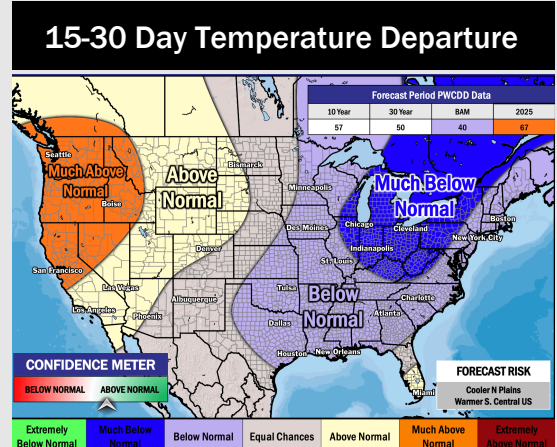 15-30 Day Temperature Departure
Forecast Period PWCDD Data
10 Year 30 Year BAM 2025
57 50 40 67
Seattle
Much Above
Normal
Boise
Above
Normal
Bismarck
Minneapolis
Much Below
Normal
Boston
Chicago
Cleveland
New York City
Des Moines
Indianapolis
Denver
St. Louis
San Francisco
Las Vegas
Tulsa
Below
Normal
Charlotte
Albuquerque
Los Angeles
Phoenix
Dallas
Atlanta
Houston
New Orleans
Miami
CONFIDENCE METER
BELOW NORMAL ABOVE NORMAL
FORECAST RISK
Cooler N Plains
Warmer S. Central US
Extremely
Below Normal
Much Below
Normal
Below Normal
Equal Chances
Above Normal
Much Above
Normal
Extremely
Above Normal